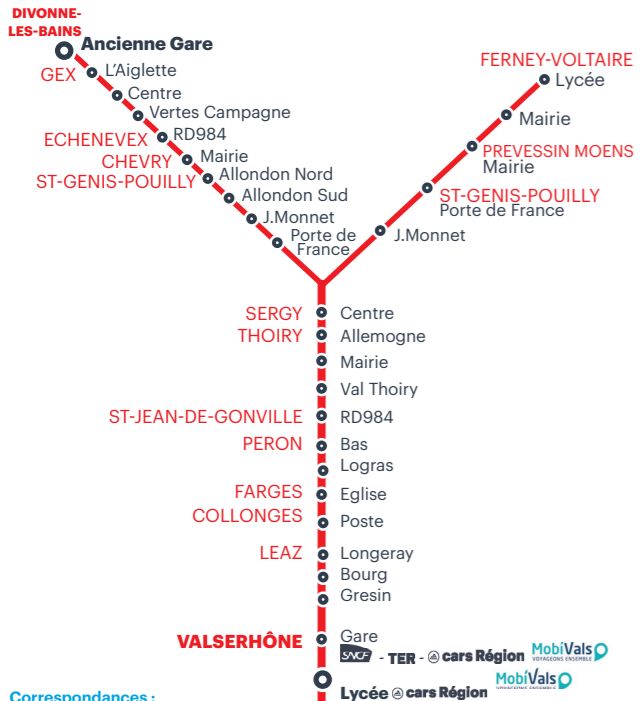 DIVONNE-
LES-BAINS
Ancienne Gare
GEX L'Aiglette
Centre
Vertes Campagne
ECHENEVEX RD984
CHEVRY Mairie
ST-GENIS-POUILLY Allondon Nord
Allondon Sud
J.Monnet
Porte de
France
FERNEY-VOLTAIRE
Lycée
Mairie
PREVESSIN MOENS
Mairie
ST-GENIS-POUILLY
Porte de France
J.Monnet
SERGY Centre
THOIRY Allemogne
Mairie
Val Thoiry
ST-JEAN-DE-GONVILLE RD984
PERON Bas
Logras
FARGES Eglise
COLLONGES Poste
LEAZ Longeray
Bourg
Gresin
VALSERHÔNE Gare
SNCF - TER - cars Région MobiVals
VOYAGEONS ENSEMBLE
Lycée cars Région MobiVals
VOYAGEONS ENSEMBLE
Correspondances :